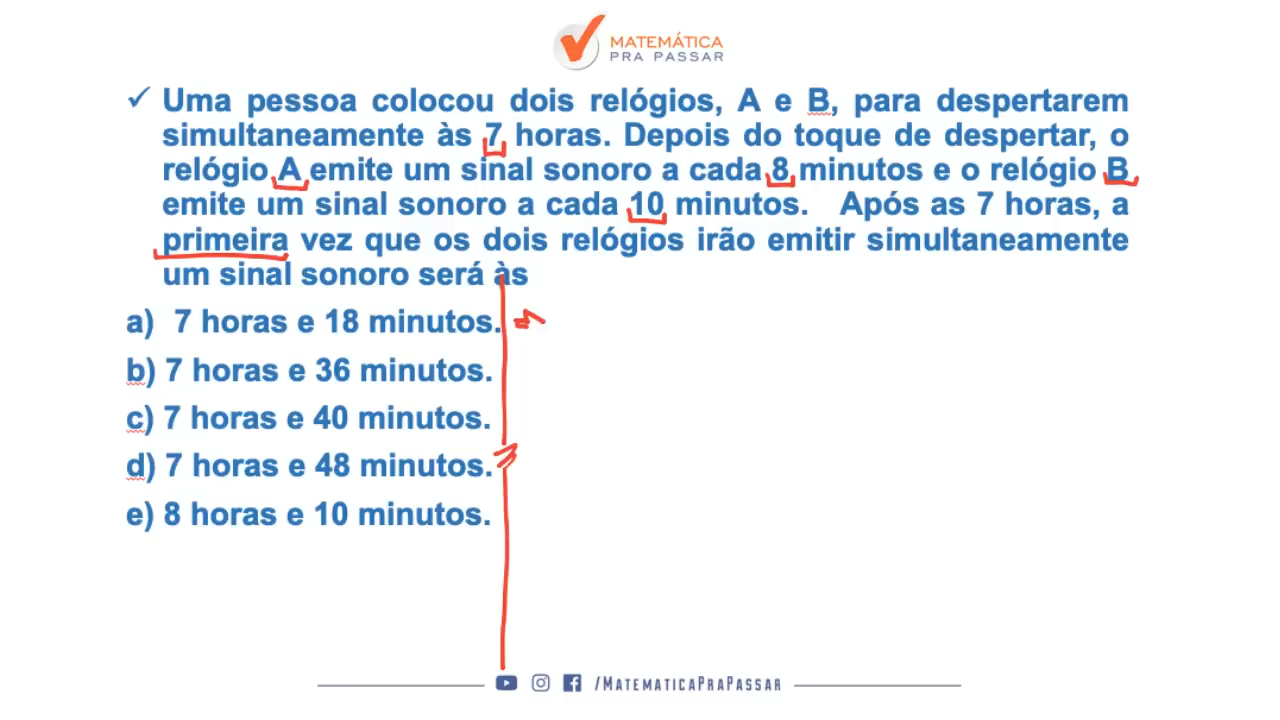 MATEMÁTICA
PRA PASSAR
✓ Uma pessoa colocou dois relógios, A e B, para despertarem
simultaneamente às 7 horas. Depois do toque de despertar, o
relógio A emite um sinal sonoro a cada 8 minutos e o relógio B
emite um sinal sonoro a cada 10 minutos. Após as 7 horas, a
primeira vez que os dois relógios irão emitir simultaneamente
um sinal sonoro será às
a) 7 horas e 18 minutos.
b) 7 horas e 36 minutos.
c) 7 horas e 40 minutos.
d) 7 horas e 48 minutos.
e) 8 horas e 10 minutos.
/MATEMATICAPRAPASSAR